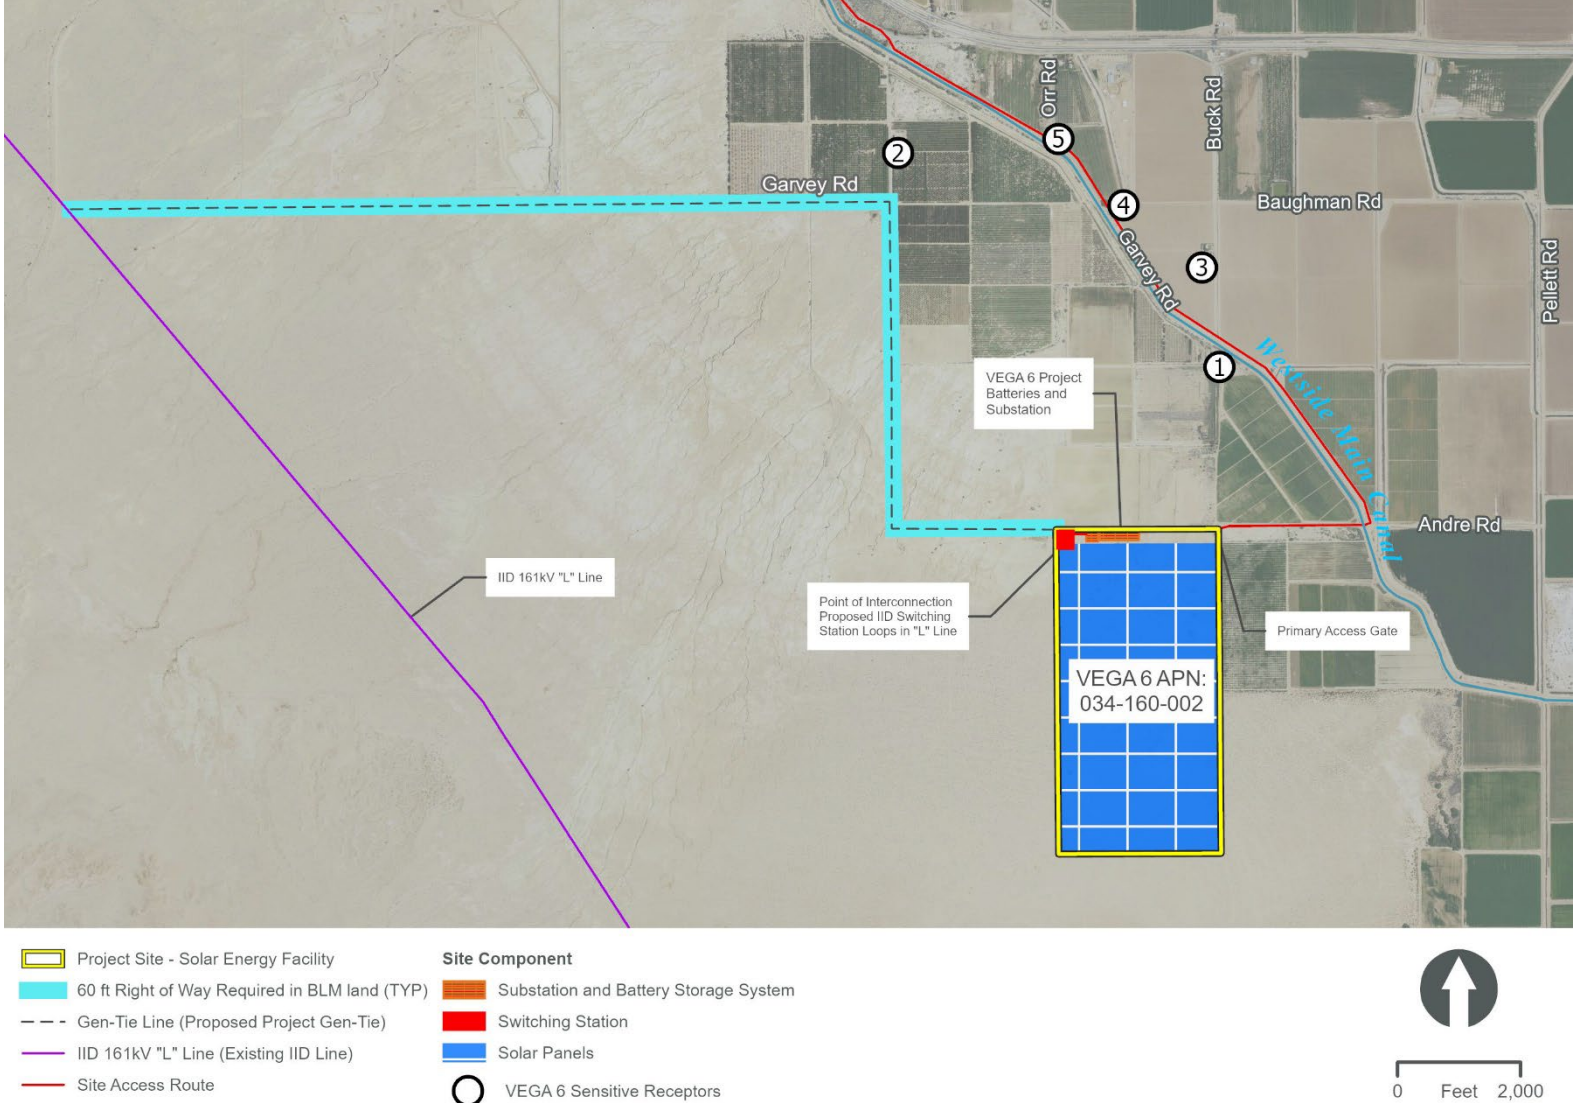 Orr Rd
Buck Rd
5
2
Garvey Rd
4
Baughman Rd
Garvey Rd
3
Pellett Rd
1
Westside Main Canal
VEGA 6 Project
Batteries and
Substation
Andre Rd
IID 161kV "L" Line
Point of Interconnection
Proposed IID Switching
Station Loops in "L" Line
Primary Access Gate
VEGA 6 APN:
034-160-002
Project Site - Solar Energy Facility
60 ft Right of Way Required in BLM land (TYP)
Gen-Tie Line (Proposed Project Gen-Tie)
IID 161kV "L" Line (Existing IID Line)
Site Access Route
Site Component
Substation and Battery Storage System
Switching Station
Solar Panels
VEGA 6 Sensitive Receptors
0 Feet 2,000